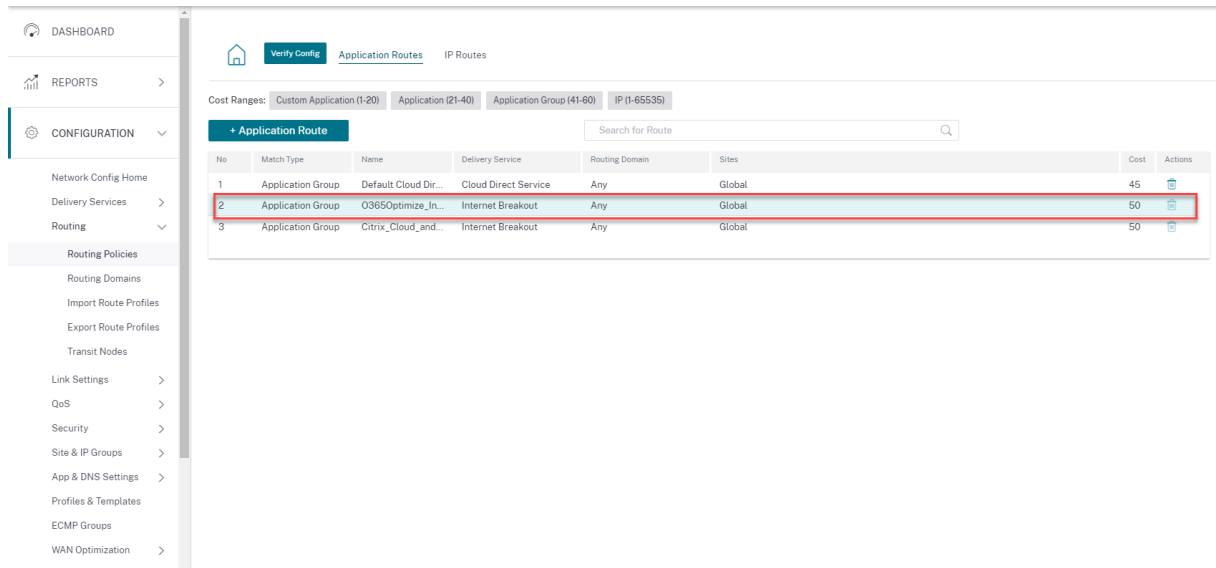 DASHBOARD
REPORTS
CONFIGURATION
Network Config Home
Delivery Services
Routing
Routing Policies
Routing Domains
Import Route Profiles
Export Route Profiles
Transit Nodes
Link Settings
QoS
Security
Site & IP Groups
App & DNS Settings
Profiles & Templates
ECMP Groups
WAN Optimization
Verify Config Application Routes IP Routes
Cost Ranges: Custom Application (1-20) Application (21-40) Application Group (41-60) IP (1-65535)
+ Application Route Search for Route
No Match Type Name Delivery Service Routing Domain Sites Cost Actions
1 Application Group Default Cloud Dir... Cloud Direct Service Any Global 45
2 Application Group O365Optimize_In... Internet Breakout Any Global 50
3 Application Group Citrix_Cloud_and... Internet Breakout Any Global 50